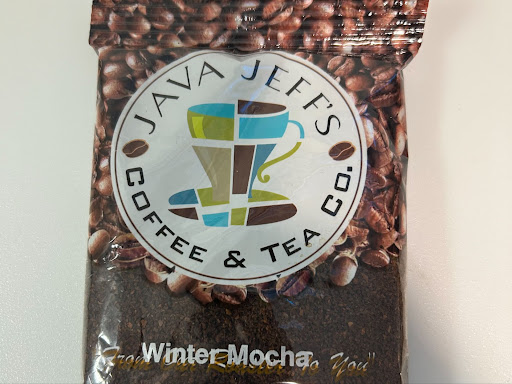 JAVA JEFF'S
COFFEE & TEA CO.
Winter Mocha
"From Our Roaster To You"